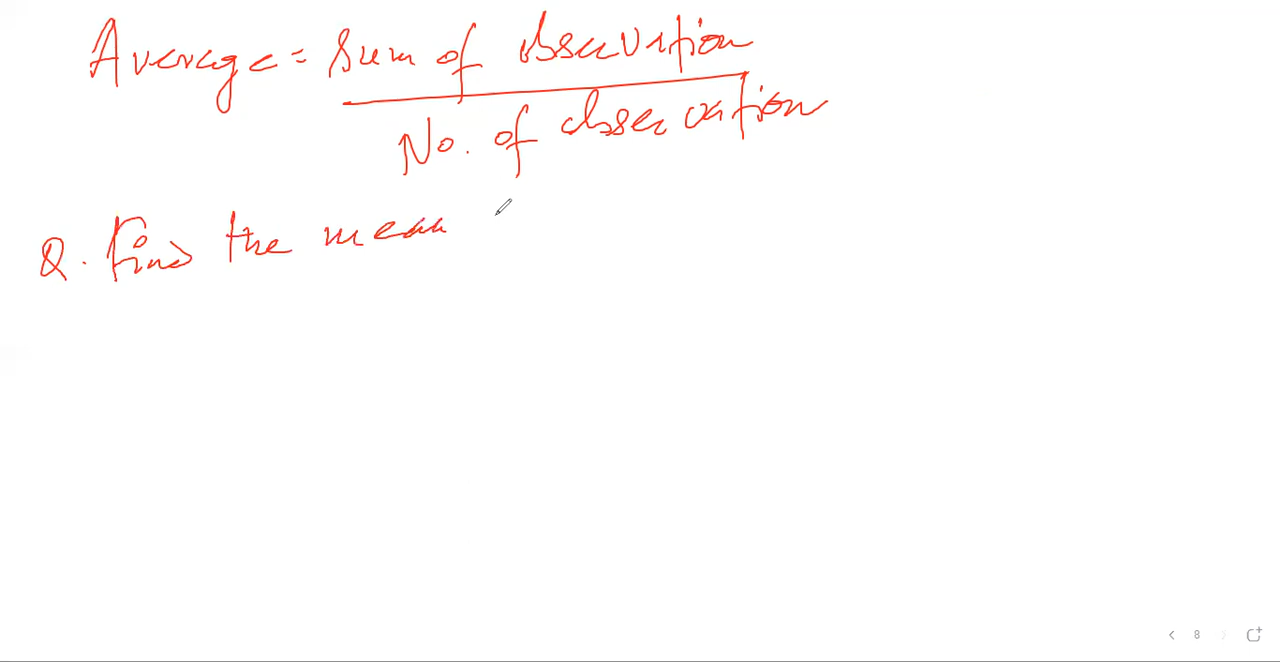 Average = Sum of observation
No. of observation
Q. Find the mean
8